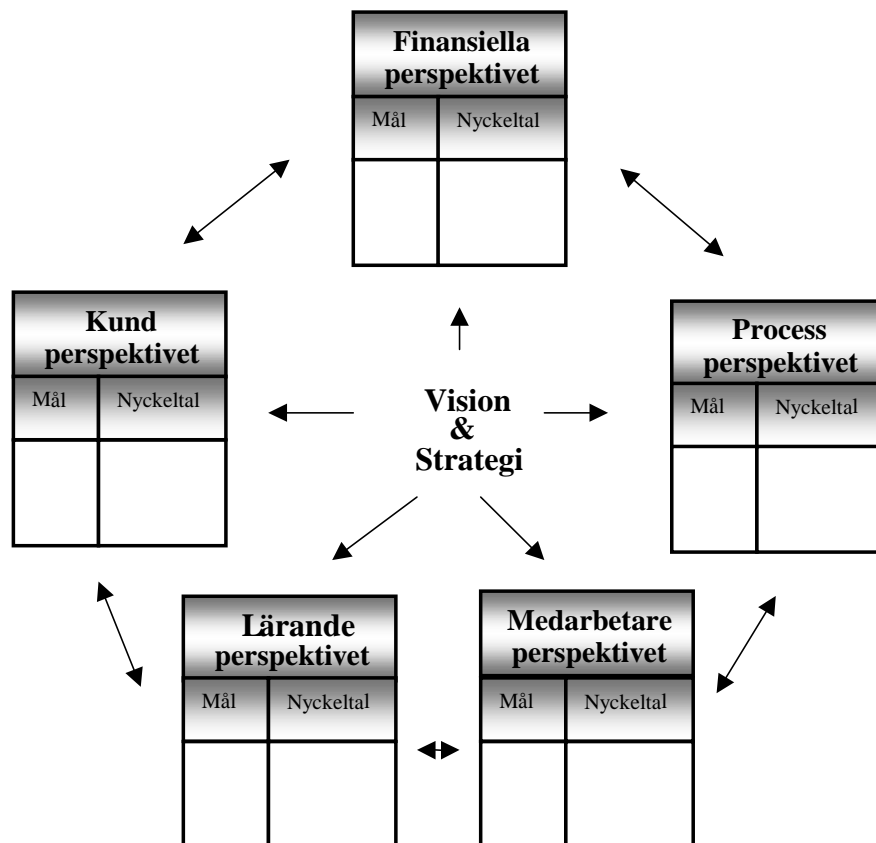 Finansiella
perspektivet
Mål Nyckeltal
Kund
perspektivet
Mål Nyckeltal
Process
perspektivet
Mål Nyckeltal
Vision
&
Strategi
Lärande
perspektivet
Mål Nyckeltal
Medarbetare
perspektivet
Mål Nyckeltal